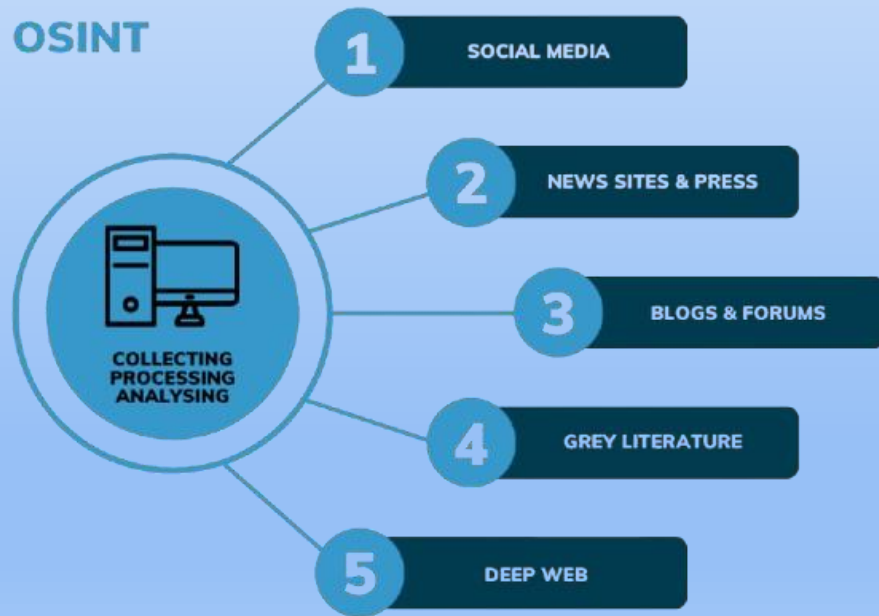 OSINT
1
SOCIAL MEDIA
2
NEWS SITES & PRESS
3
BLOGS & FORUMS
COLLECTING
PROCESSING
ANALYSING
4
GREY LITERATURE
5
DEEP WEB